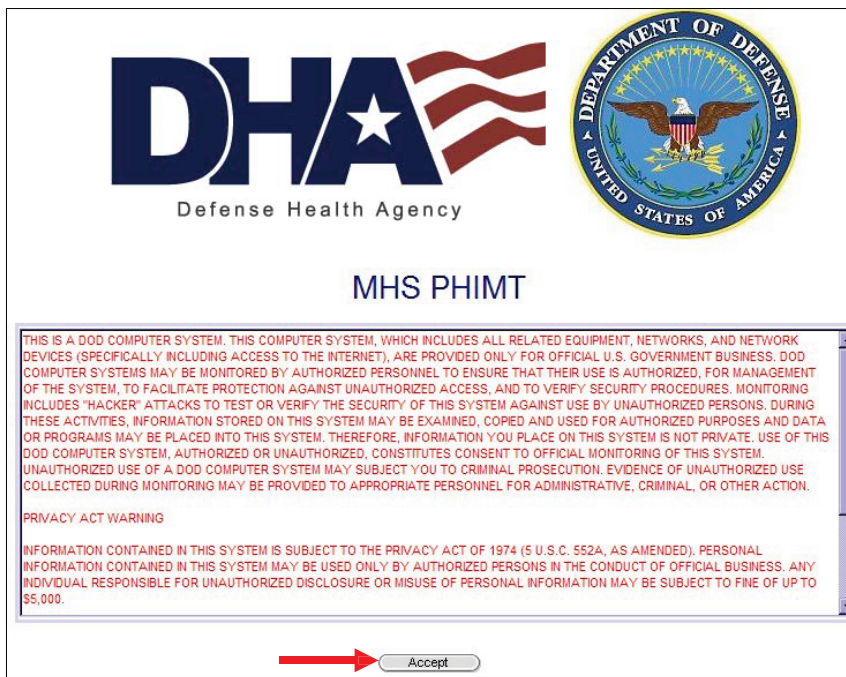 DHA
Defense Health Agency
DEPARTMENT OF DEFENSE
UNITED STATES OF AMERICA
MHS PHIMT
THIS IS A DOD COMPUTER SYSTEM. THIS COMPUTER SYSTEM, WHICH INCLUDES ALL RELATED EQUIPMENT, NETWORKS, AND NETWORK
DEVICES (SPECIFICALLY INCLUDING ACCESS TO THE INTERNET), ARE PROVIDED ONLY FOR OFFICIAL U.S. GOVERNMENT BUSINESS. DOD
COMPUTER SYSTEMS MAY BE MONITORED BY AUTHORIZED PERSONNEL TO ENSURE THAT THEIR USE IS AUTHORIZED, FOR MANAGEMENT
OF THE SYSTEM, TO FACILITATE PROTECTION AGAINST UNAUTHORIZED ACCESS, AND TO VERIFY SECURITY PROCEDURES. MONITORING
INCLUDES "HACKER" ATTACKS TO TEST OR VERIFY THE SECURITY OF THIS SYSTEM AGAINST USE BY UNAUTHORIZED PERSONS. DURING
THESE ACTIVITIES, INFORMATION STORED ON THIS SYSTEM MAY BE EXAMINED, COPIED AND USED FOR AUTHORIZED PURPOSES AND DATA
OR PROGRAMS MAY BE PLACED INTO THIS SYSTEM. THEREFORE, INFORMATION YOU PLACE ON THIS SYSTEM IS NOT PRIVATE. USE OF THIS
DOD COMPUTER SYSTEM, AUTHORIZED OR UNAUTHORIZED, CONSTITUTES CONSENT TO OFFICIAL MONITORING OF THIS SYSTEM.
UNAUTHORIZED USE OF A DOD COMPUTER SYSTEM MAY SUBJECT YOU TO CRIMINAL PROSECUTION. EVIDENCE OF UNAUTHORIZED USE
COLLECTED DURING MONITORING MAY BE PROVIDED TO APPROPRIATE PERSONNEL FOR ADMINISTRATIVE, CRIMINAL, OR OTHER ACTION.
PRIVACY ACT WARNING
INFORMATION CONTAINED IN THIS SYSTEM IS SUBJECT TO THE PRIVACY ACT OF 1974 (5 U.S.C. 552A, AS AMENDED). PERSONAL
INFORMATION CONTAINED IN THIS SYSTEM MAY BE USED ONLY BY AUTHORIZED PERSONS IN THE CONDUCT OF OFFICIAL BUSINESS. ANY
INDIVIDUAL RESPONSIBLE FOR UNAUTHORIZED DISCLOSURE OR MISUSE OF PERSONAL INFORMATION MAY BE SUBJECT TO FINE OF UP TO
$5,000.
Accept